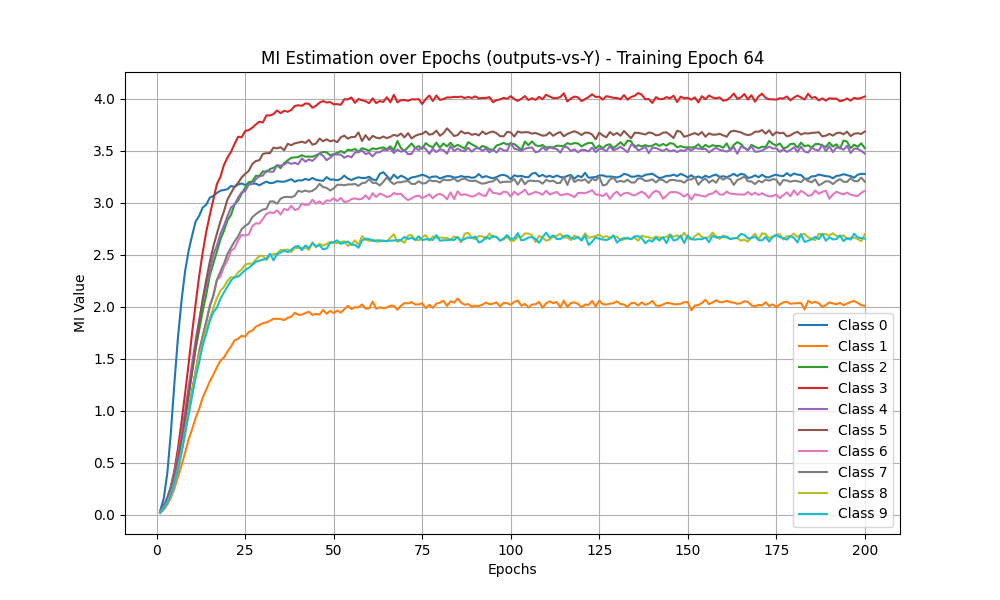 MI Estimation over Epochs (outputs-vs-Y) - Training Epoch 64
MI Value
4.0
3.5
3.0
2.5
2.0
1.5
1.0
0.5
0.0
Class 0
Class 1
Class 2
Class 3
Class 4
Class 5
Class 6
Class 7
Class 8
Class 9
0 25 50 75 100 125 150 175 200
Epochs